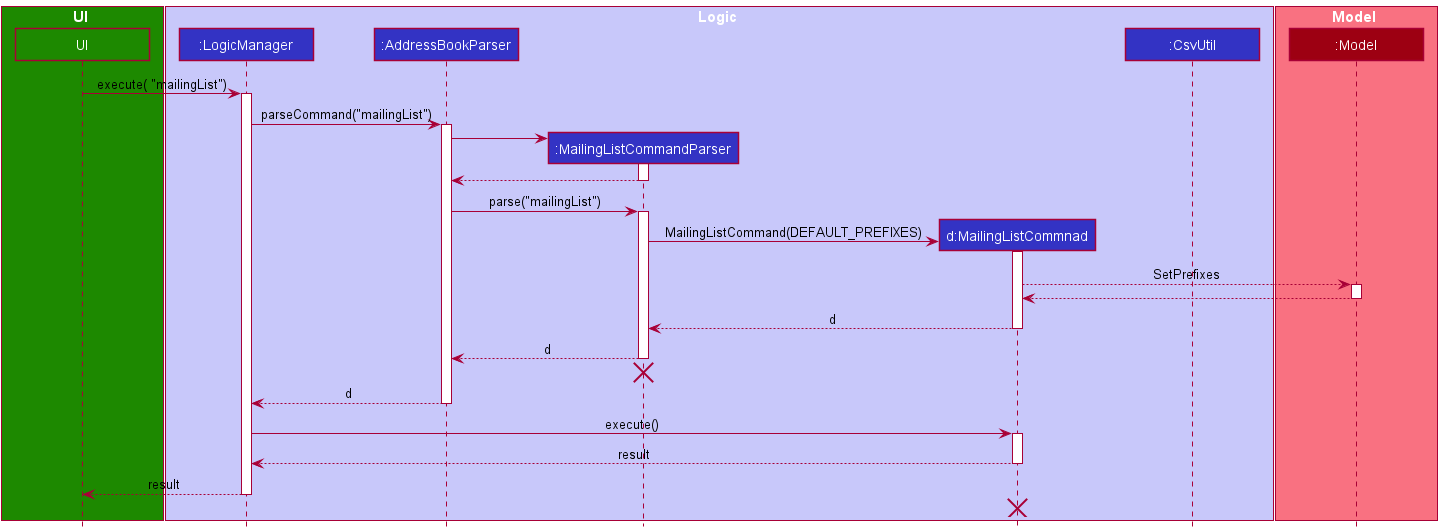 UI
Logic
Model
UI
:LogicManager
:AddressBookParser
:CsvUtil
:Model
execute( "mailingList")
parseCommand("mailingList")
:MailingListCommandParser
parse("mailingList")
MailingListCommand(DEFAULT_PREFIXES)
d:MailingListCommnad
SetPrefixes
d
d
d
execute()
result
result